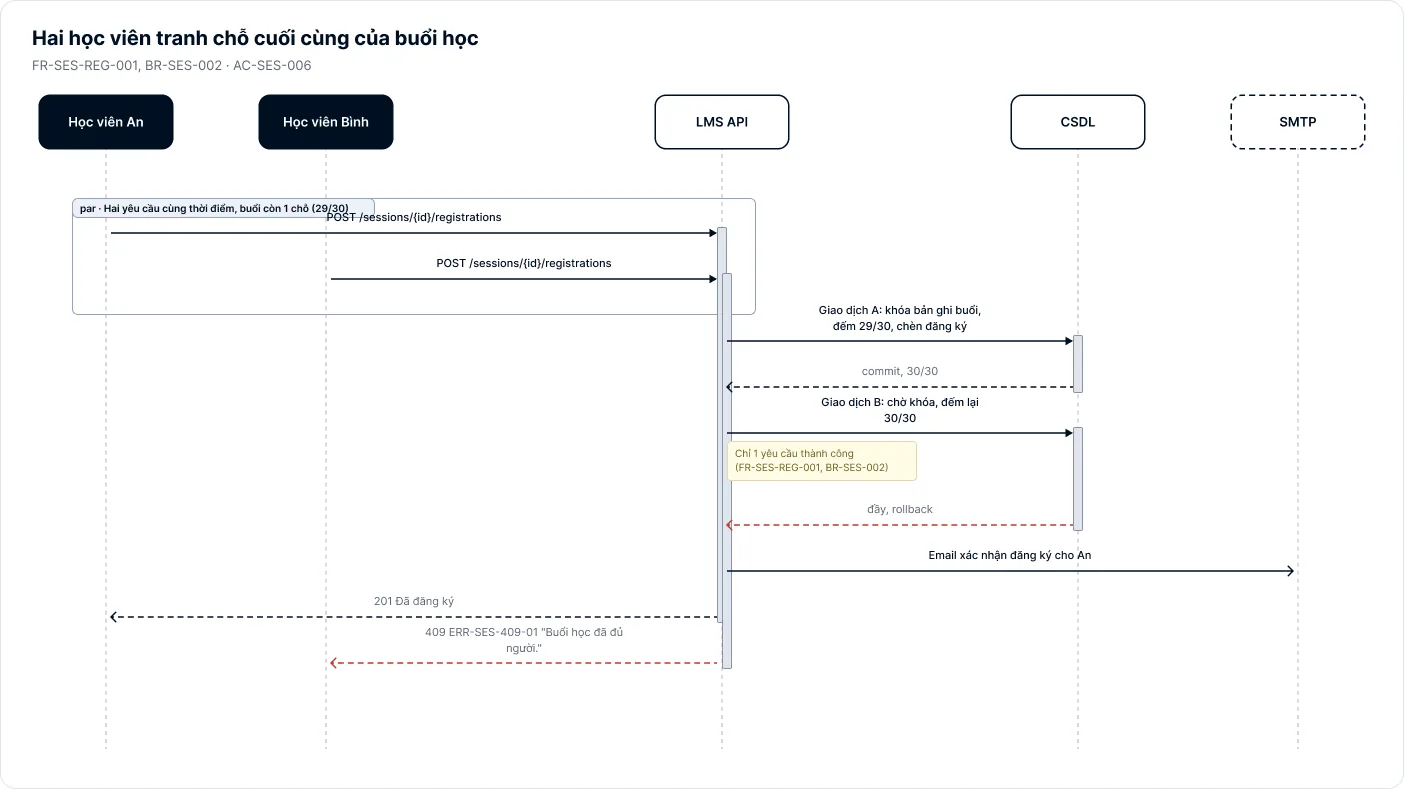 Hai học viên tranh chỗ cuối cùng của buổi học
FR-SES-REG-001, BR-SES-002 · AC-SES-006
Học viên An
Học viên Bình
LMS API
CSDL
SMTP
par · Hai yêu cầu cùng thời điểm, buổi còn 1 chỗ (29/30)
POST /sessions/{id}/registrations
POST /sessions/{id}/registrations
Giao dịch A: khóa bản ghi buổi,
đếm 29/30, chèn đăng ký
commit, 30/30
Giao dịch B: chờ khóa, đếm lại
30/30
Chỉ 1 yêu cầu thành công
(FR-SES-REG-001, BR-SES-002)
đầy, rollback
Email xác nhận đăng ký cho An
201 Đã đăng ký
409 ERR-SES-409-01 "Buổi học đã đủ
người."